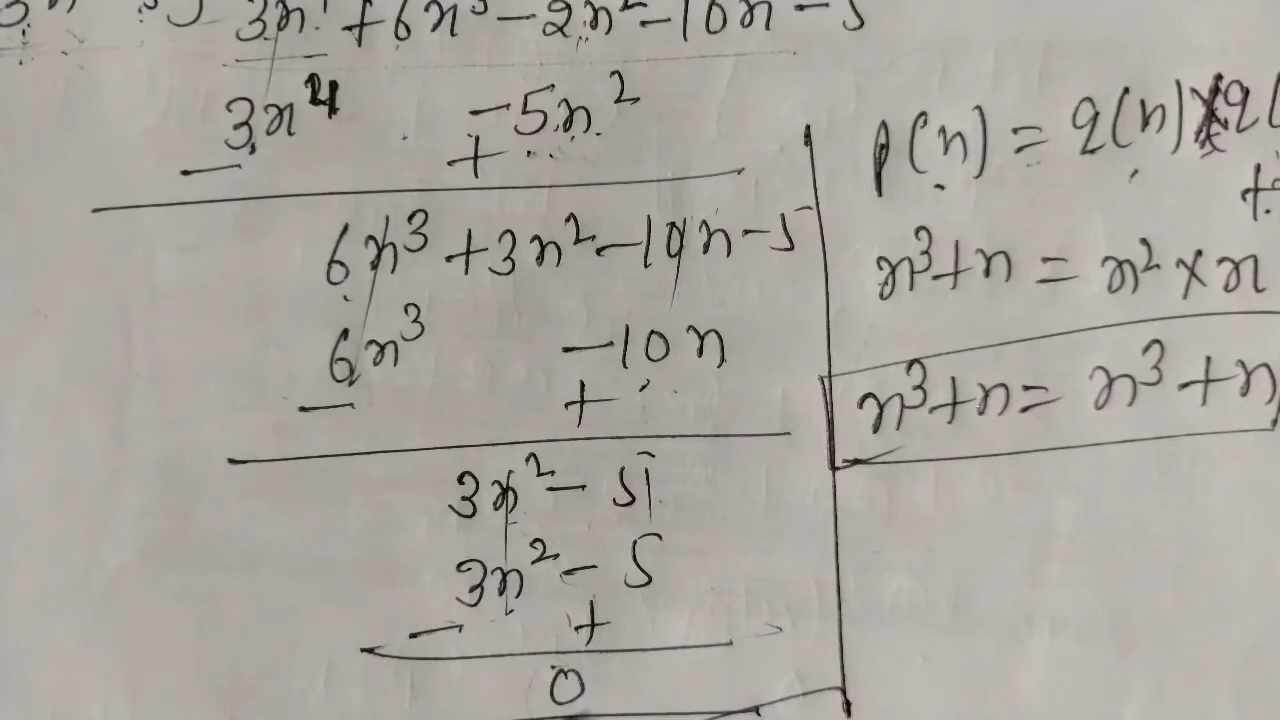 3x⁴ + 6x³ - 2x² - 10x - 5
3x⁴ - 5x²
- +
6x³ + 3x² - 10x - 5
6x³ - 10x
- +
3x² - 5
3x² - 5
- +
0
p(x) = q(x) × q(
+
x³ + x = x² × x
x³ + x = x³ + x